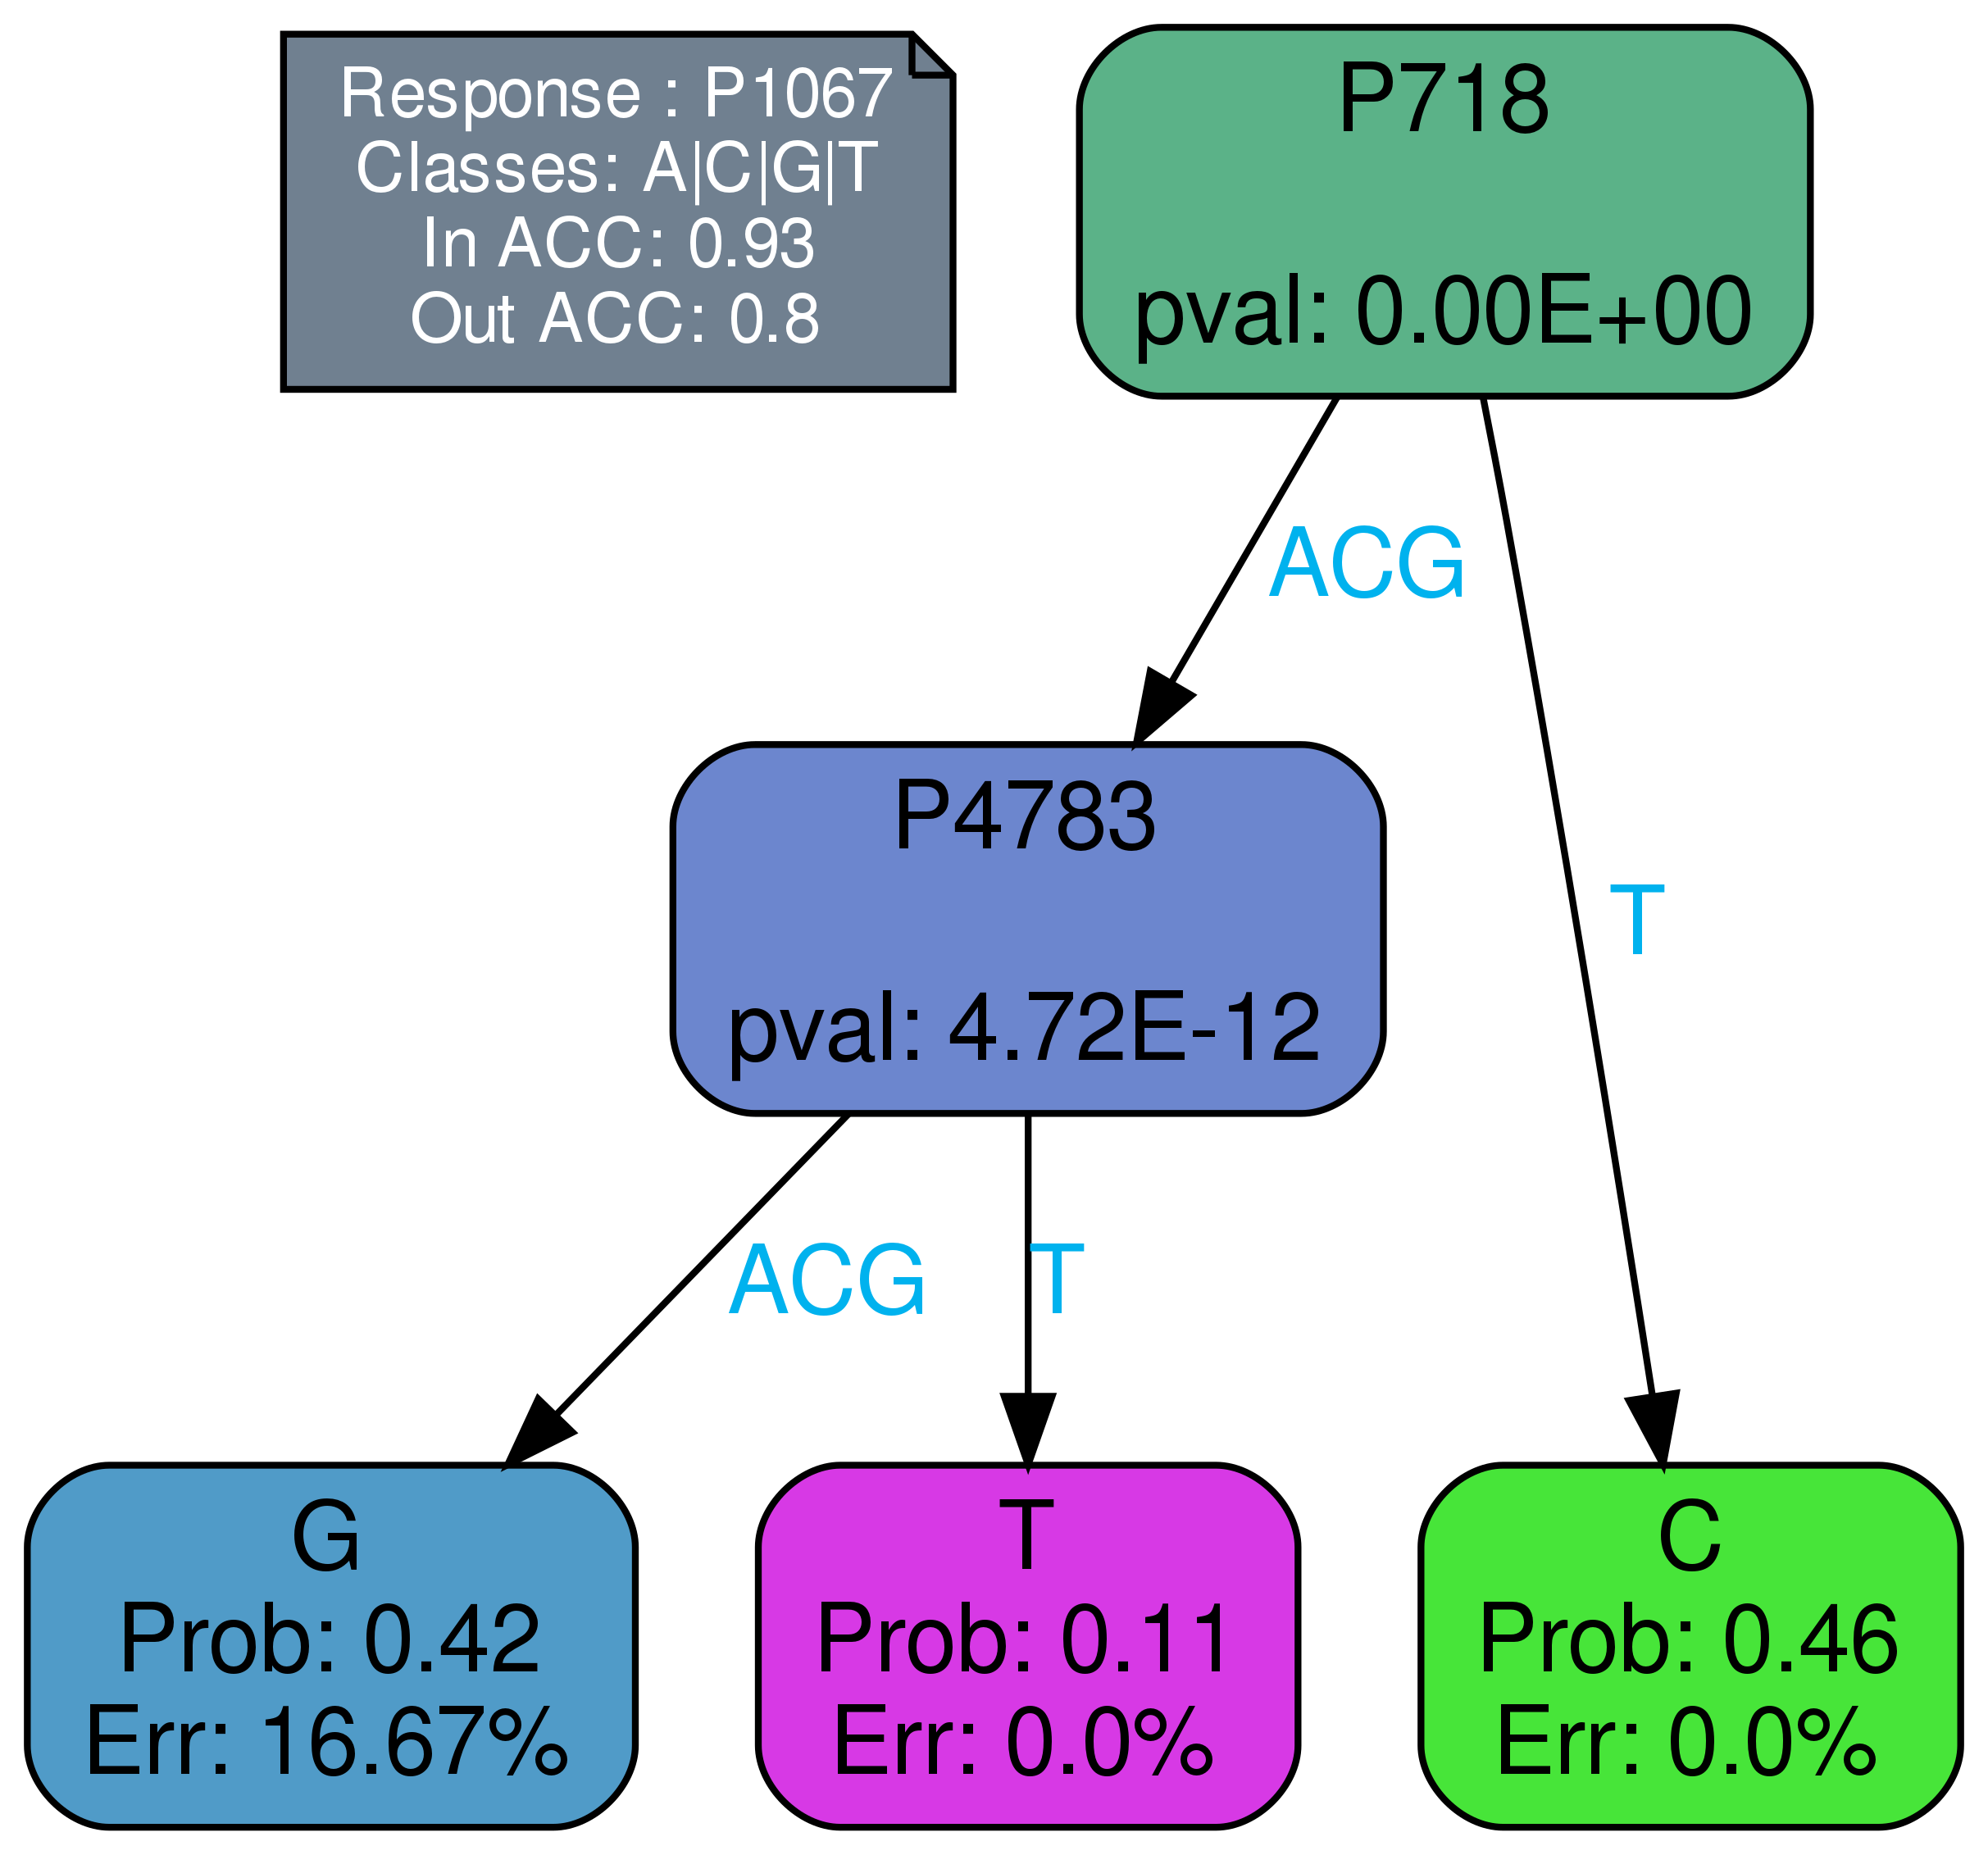 Response : P1067
Classes: A|C|G|T
In ACC: 0.93
Out ACC: 0.8
P718
pval: 0.00E+00
ACG
T
P4783
pval: 4.72E-12
ACG
T
G
Prob: 0.42
Err: 16.67%
T
Prob: 0.11
Err: 0.0%
C
Prob: 0.46
Err: 0.0%